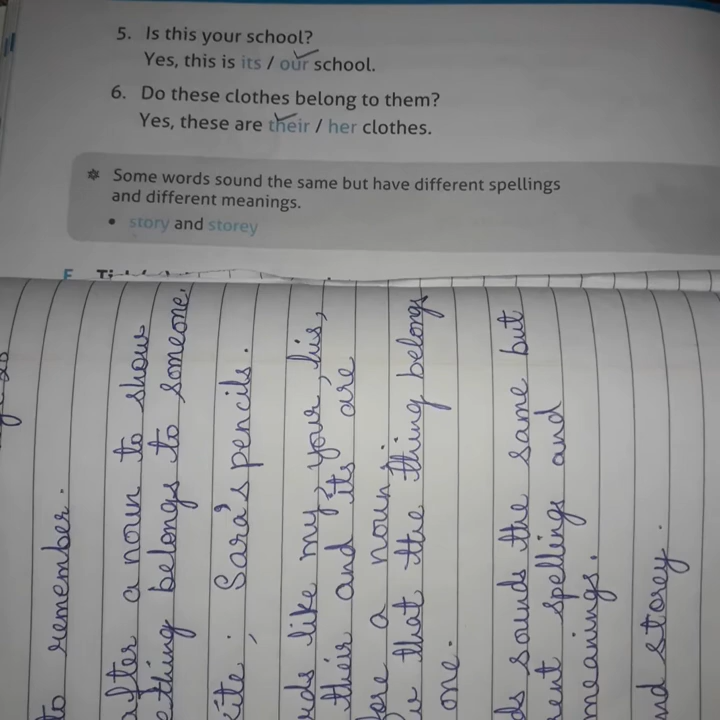 5. Is this your school?
Yes, this is its / our school.
6. Do these clothes belong to them?
Yes, these are their / her clothes.
* Some words sound the same but have different spellings
and different meanings.
• story and storey
to remember.
after a noun to show
thing belongs to someone.
Sara's pencils.
like my, your, his,
their and its are
a noun,
that the thing belongs
one.
sounds the same but
spellings and
meanings.
storey.